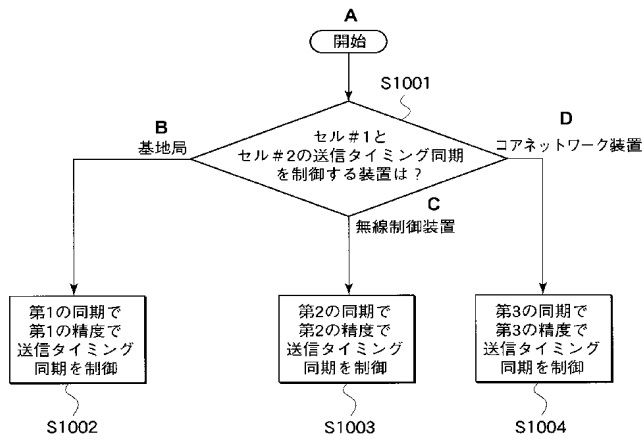 A
開始
S1001
B
基地局
セル#1と
セル#2の送信タイミング同期
を制御する装置は?
D
コアネットワーク装置
C
無線制御装置
第1の同期で
第1の精度で
送信タイミング
同期を制御
S1002
第2の同期で
第2の精度で
送信タイミング
同期を制御
S1003
第3の同期で
第3の精度で
送信タイミング
同期を制御
S1004